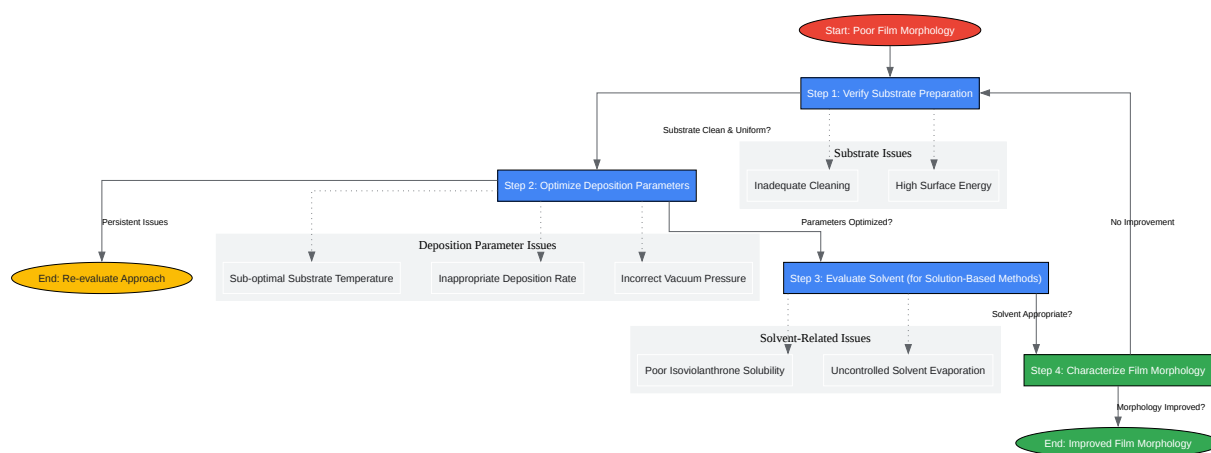 Start: Poor Film Morphology
Step 1: Verify Substrate Preparation
Substrate Clean & Uniform?
Substrate Issues
Inadequate Cleaning
High Surface Energy
Step 2: Optimize Deposition Parameters
Persistent Issues
Parameters Optimized?
No Improvement
Deposition Parameter Issues
End: Re-evaluate Approach
Sub-optimal Substrate Temperature
Inappropriate Deposition Rate
Incorrect Vacuum Pressure
Step 3: Evaluate Solvent (for Solution-Based Methods)
Solvent Appropriate?
Solvent-Related Issues
Poor Isoviolanthrone Solubility
Uncontrolled Solvent Evaporation
Step 4: Characterize Film Morphology
Morphology Improved?
End: Improved Film Morphology